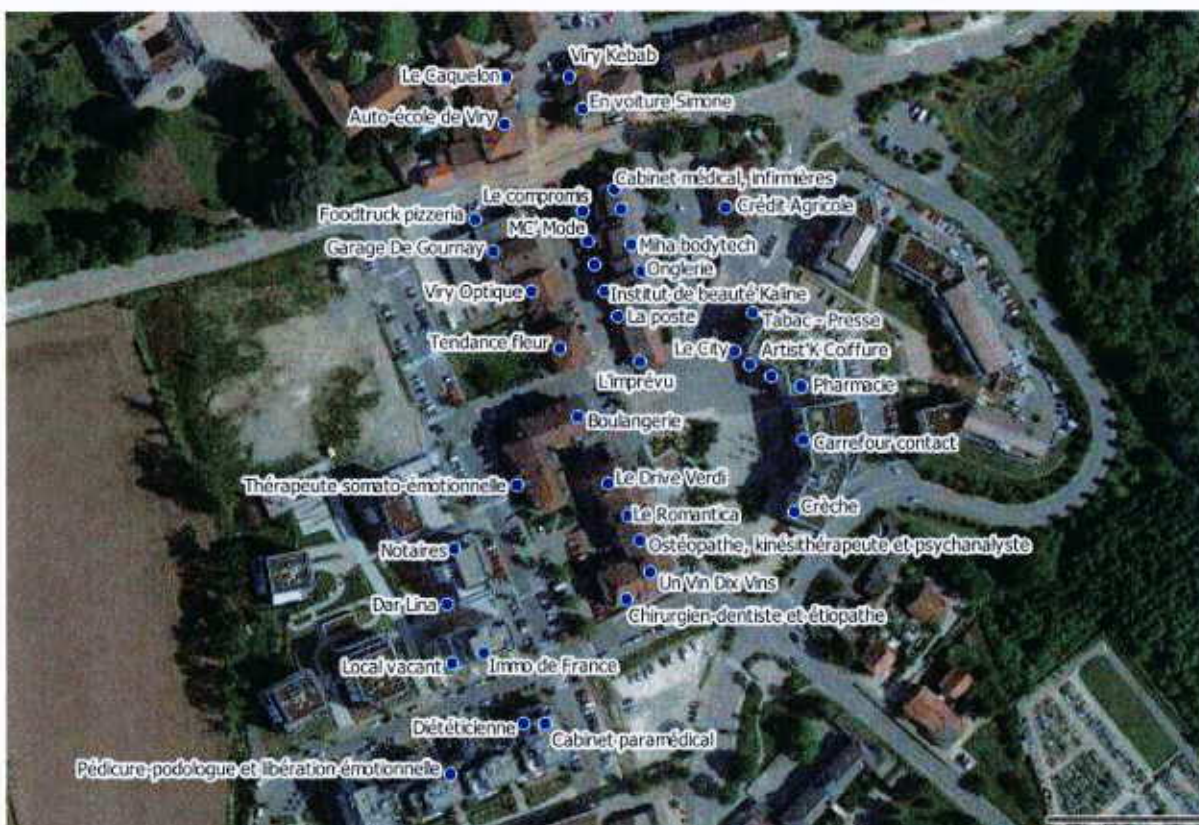 Viry Kebab
Le Caquelon
En voiture Simone
Auto-école de Viry
Cabinet médical, infirmières
Le compromis
Crédit Agricole
Foodtruck pizzeria
MC' Mode
Garage De Gournay
Miha bodytech
Onglerie
Viry Optique
Institut de beauté Kaline
La poste
Tabac - Presse
Tendance fleur
Le City
Artist'K Coiffure
L'imprévu
Pharmacie
Boulangerie
Carrefour contact
Thérapeute somato-émotionnelle
Le Drive Verdi
Crèche
Le Romantica
Notaires
Ostéopathe, kinésithérapeute et psychanalyste
Un Vin Dix Vins
Dar Lina
Chirurgien-dentiste et étiopathe
Local vacant
Immo de France
Diététicienne
Cabinet paramédical
Pédicure-podologue et libération émotionnelle